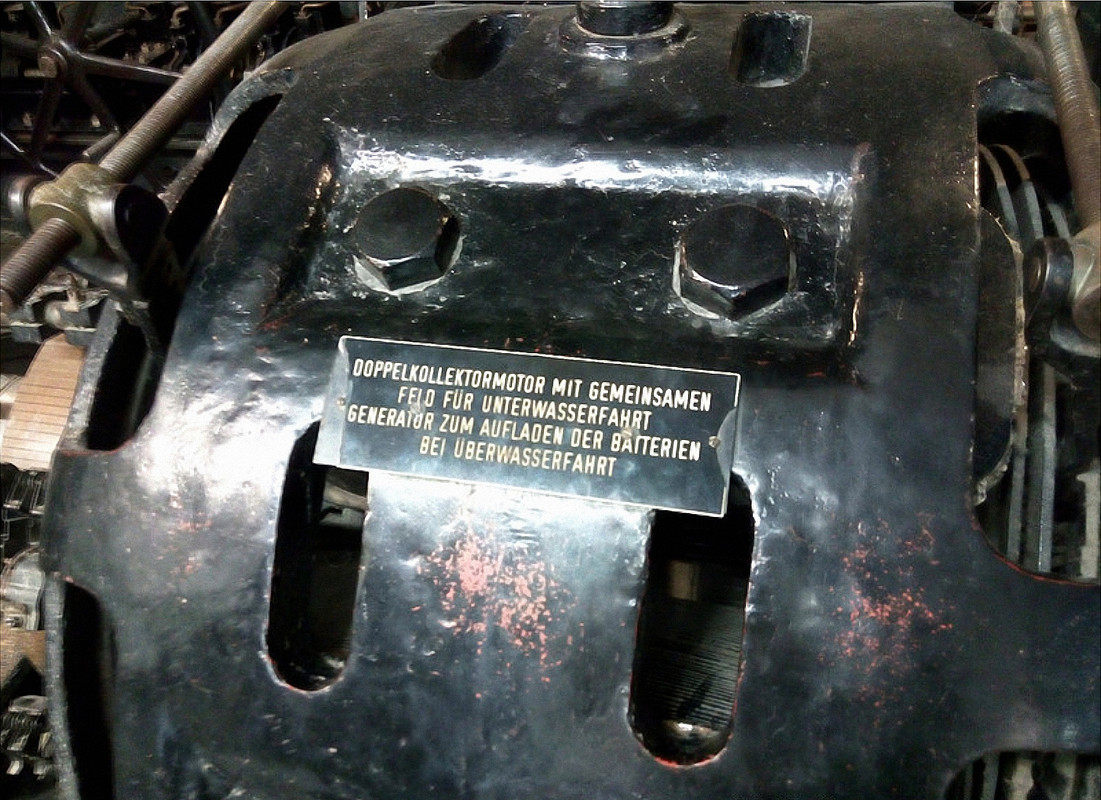 DOPPELKOLLEKTORMOTOR MIT GEMEINSAMEN
FELD FÜR UNTERWASSERFAHRT
GENERATOR ZUM AUFLADEN DER BATTERIEN
BEI ÜBERWASSERFAHRT